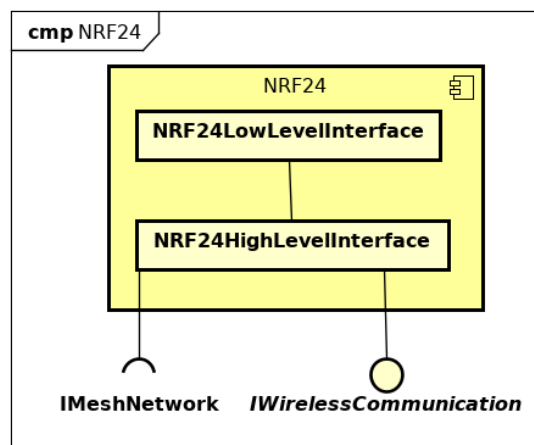 cmp NRF24
NRF24
NRF24LowLevelInterface
NRF24HighLevelInterface
IMeshNetwork
IWirelessCommunication